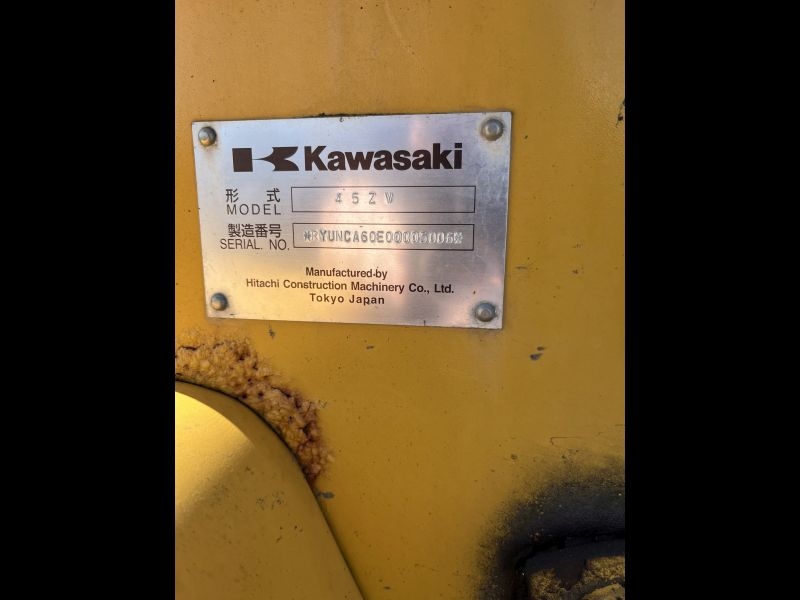 Kawasaki
形式 45ZV
MODEL
製造番号 *RYUNCA60E00005006*
SERIAL. NO.
Manufactured by
Hitachi Construction Machinery Co., Ltd.
Tokyo Japan